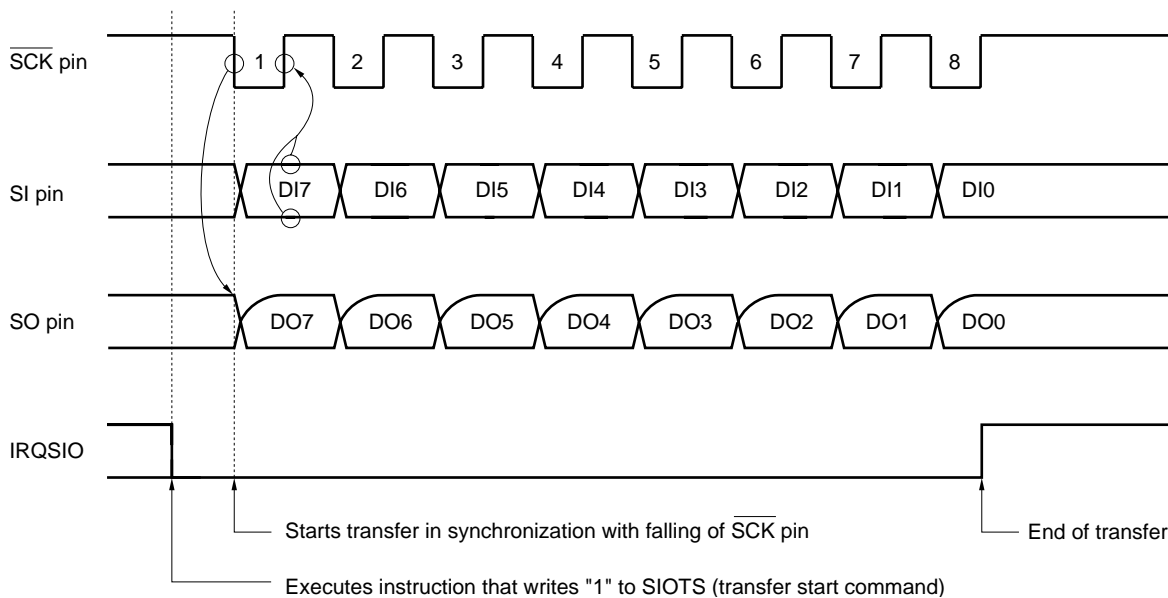 SCK pin
1 2 3 4 5 6 7 8
SI pin
DI7 DI6 DI5 DI4 DI3 DI2 DI1 DI0
SO pin
DO7 DO6 DO5 DO4 DO3 DO2 DO1 DO0
IRQSIO
Starts transfer in synchronization with falling of SCK pin
End of transfer
Executes instruction that writes "1" to SIOTS (transfer start command)